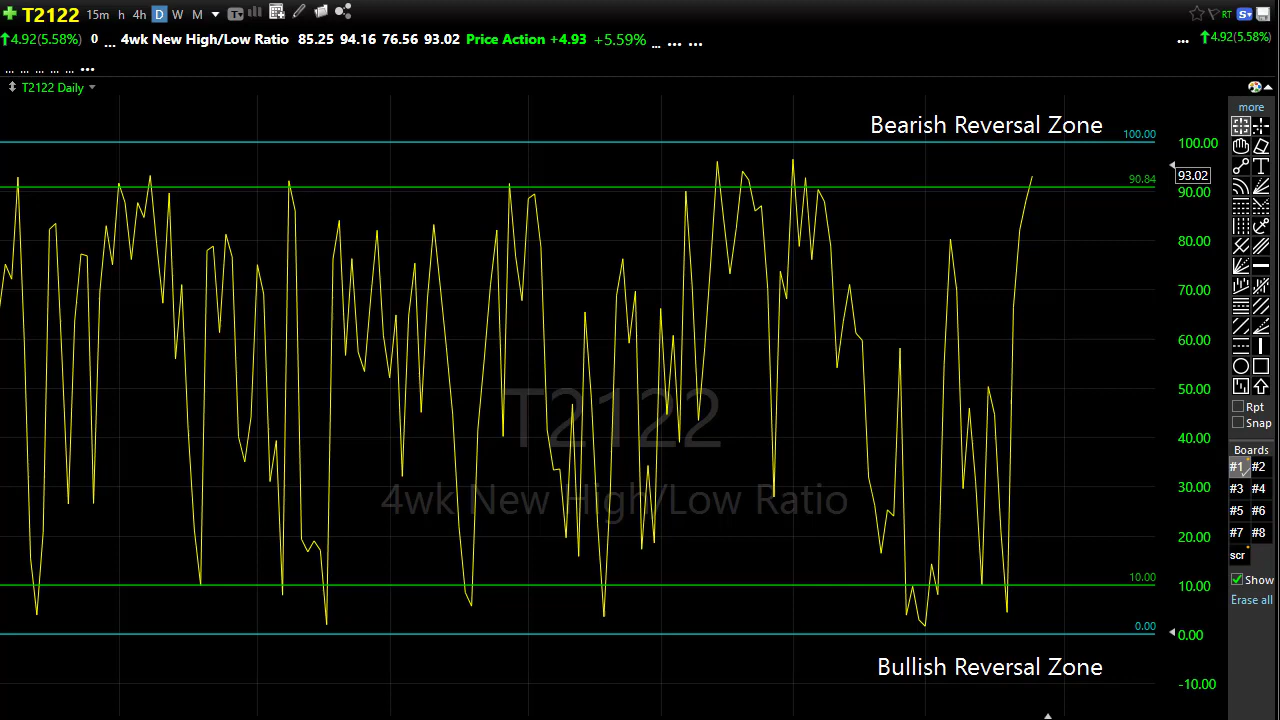 T2122 15m h 4h D W M T RT S
4.92(5.58%) 0 ... 4wk New High/Low Ratio 85.25 94.16 76.56 93.02 Price Action +4.93 +5.59% ... ... ... ... 4.92(5.58%)
... ... ... ... ... ...
T2122 Daily
more
Bearish Reversal Zone
100.00 100.00
93.02
90.84 90.00
80.00
70.00
60.00
50.00
T2122
40.00
4wk New High/Low Ratio
30.00
20.00
10.00 10.00
0.00 0.00
Bullish Reversal Zone
-10.00
T
Rpt
Snap
Boards
#1 #2
#3 #4
#5 #6
#7 #8
scr
Show
Erase all